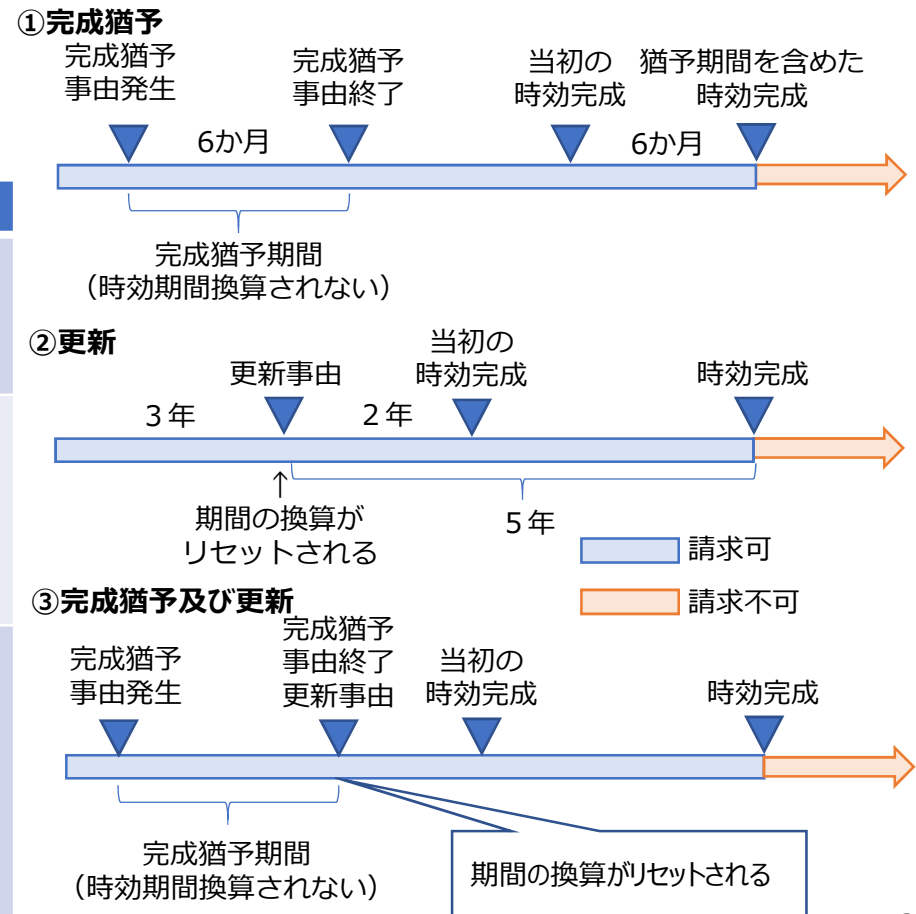 ①完成猶予
完成猶予
事由発生
完成猶予
事由終了
当初の
時効完成
猶予期間を含めた
時効完成
6か月
6か月
完成猶予期間
（時効期間換算されない）
②更新
更新事由
当初の
時効完成
時効完成
３年
２年
↑
期間の換算が
リセットされる
５年
請求可
請求不可
③完成猶予及び更新
完成猶予
事由発生
完成猶予
事由終了
更新事由
当初の
時効完成
時効完成
完成猶予期間
（時効期間換算されない）
期間の換算がリセットされる